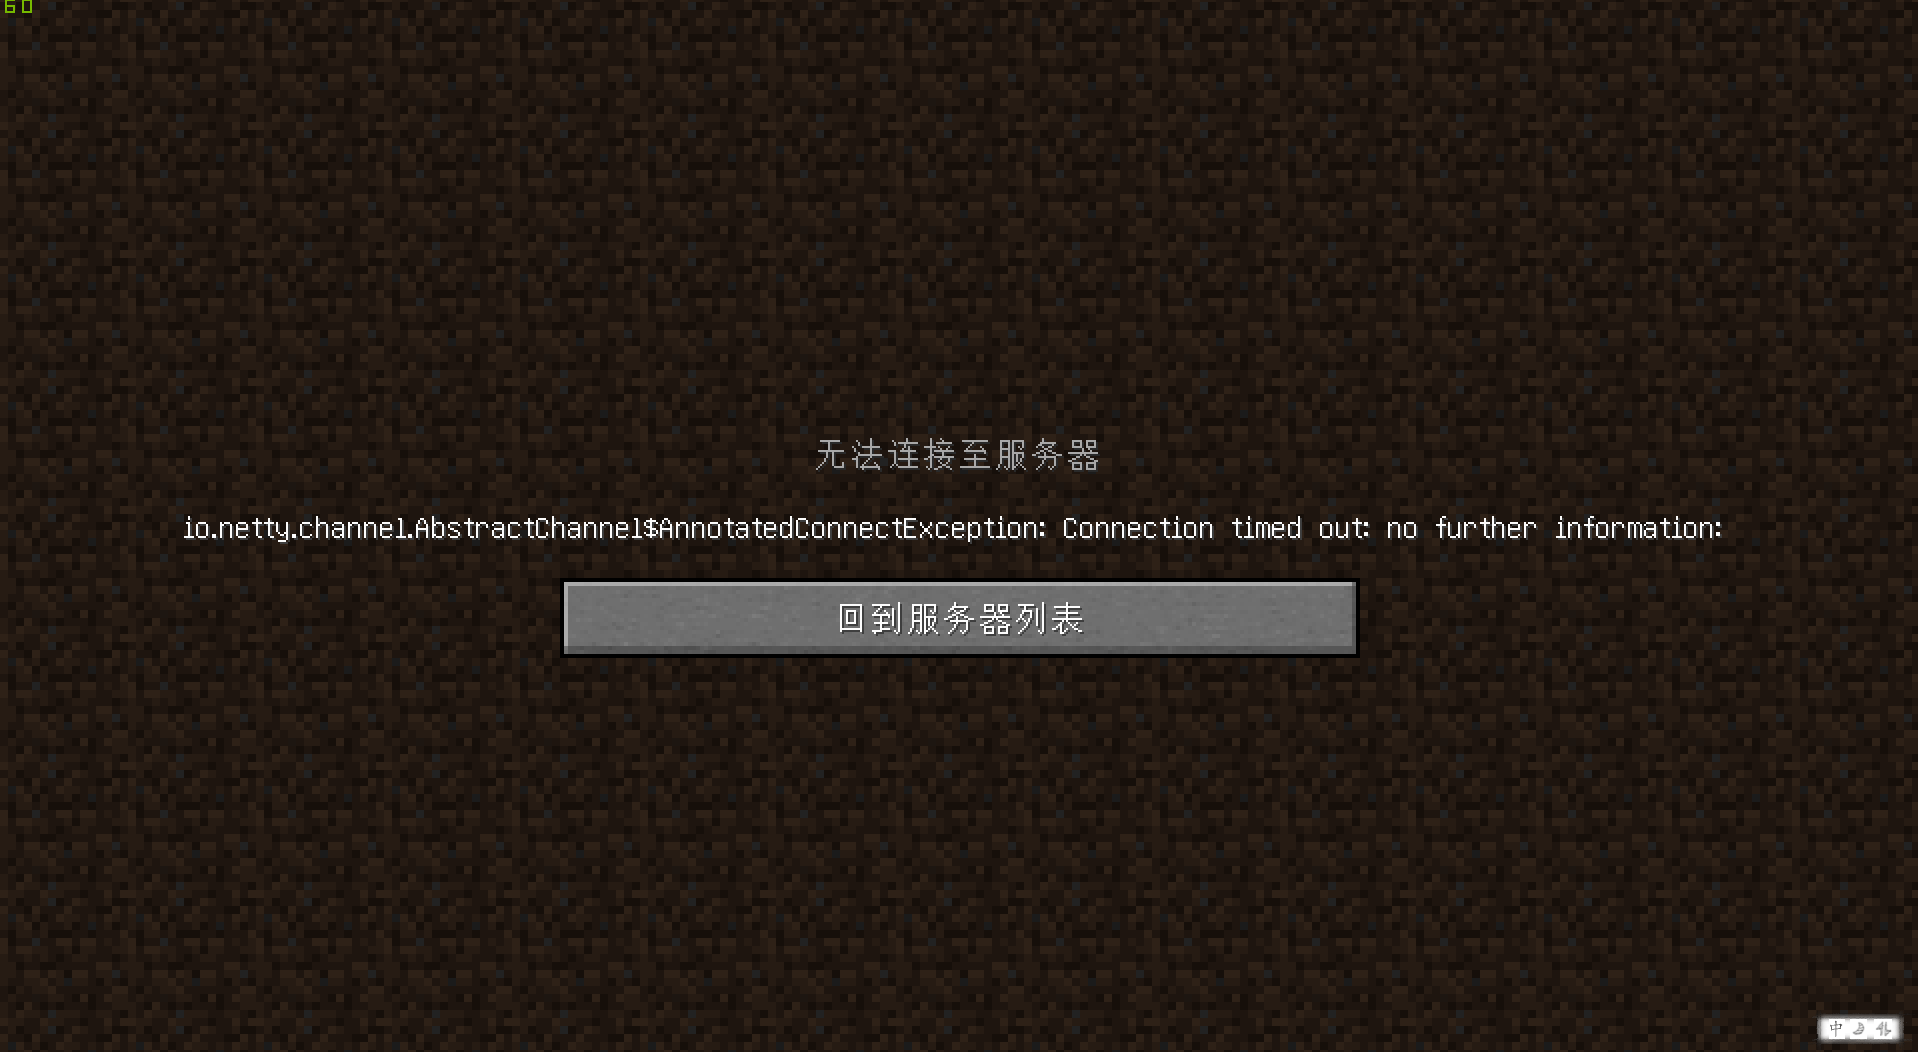 60
无法连接至服务器
io.netty.channel.AbstractChannel$AnnotatedConnectException: Connection timed out: no further information:
回到服务器列表
中